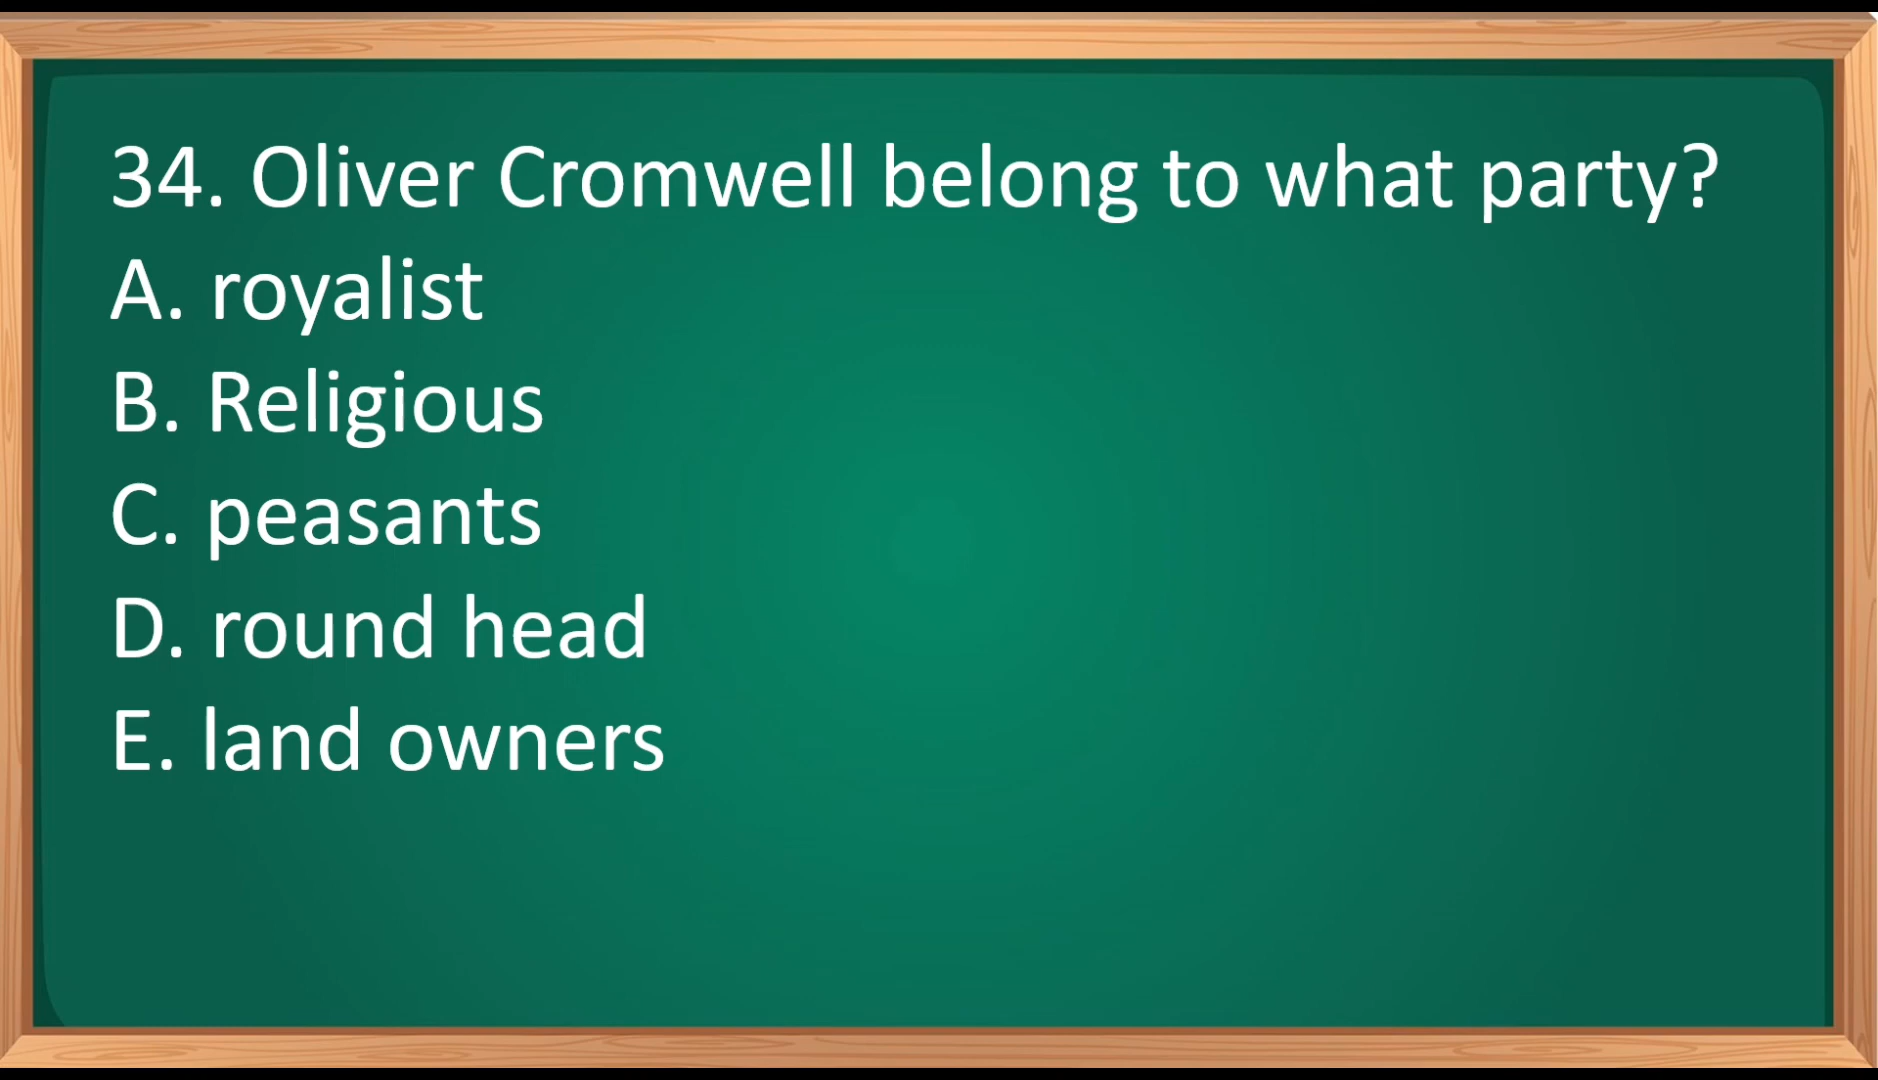 34. Oliver Cromwell belong to what party?
A. royalist
B. Religious
C. peasants
D. round head
E. land owners